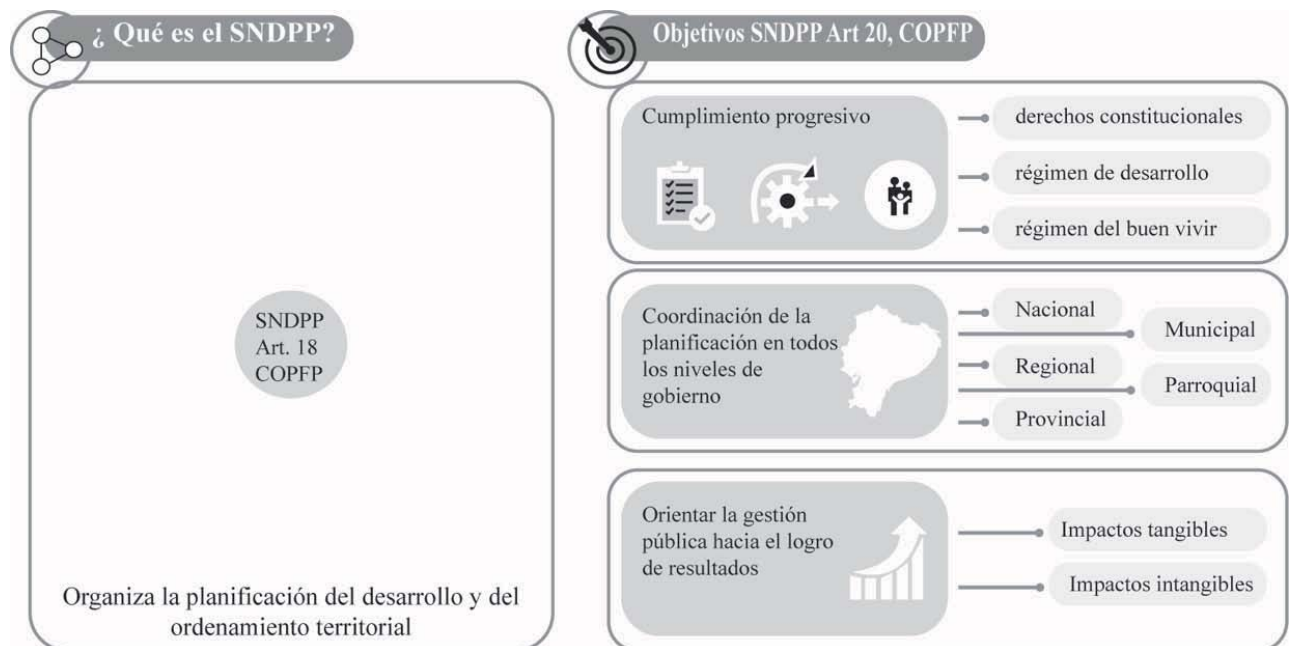 ¿ Qué es el SNDPP?
SNDPP
Art. 18
COPFP
Organiza la planificación del desarrollo y del
ordenamiento territorial
Objetivos SNDPP Art 20, COPFP
Cumplimiento progresivo
derechos constitucionales
régimen de desarrollo
régimen del buen vivir
Coordinación de la
planificación en todos
los niveles de
gobierno
Nacional
Municipal
Regional
Parroquial
Provincial
Orientar la gestión
pública hacia el logro
de resultados
Impactos tangibles
Impactos intangibles